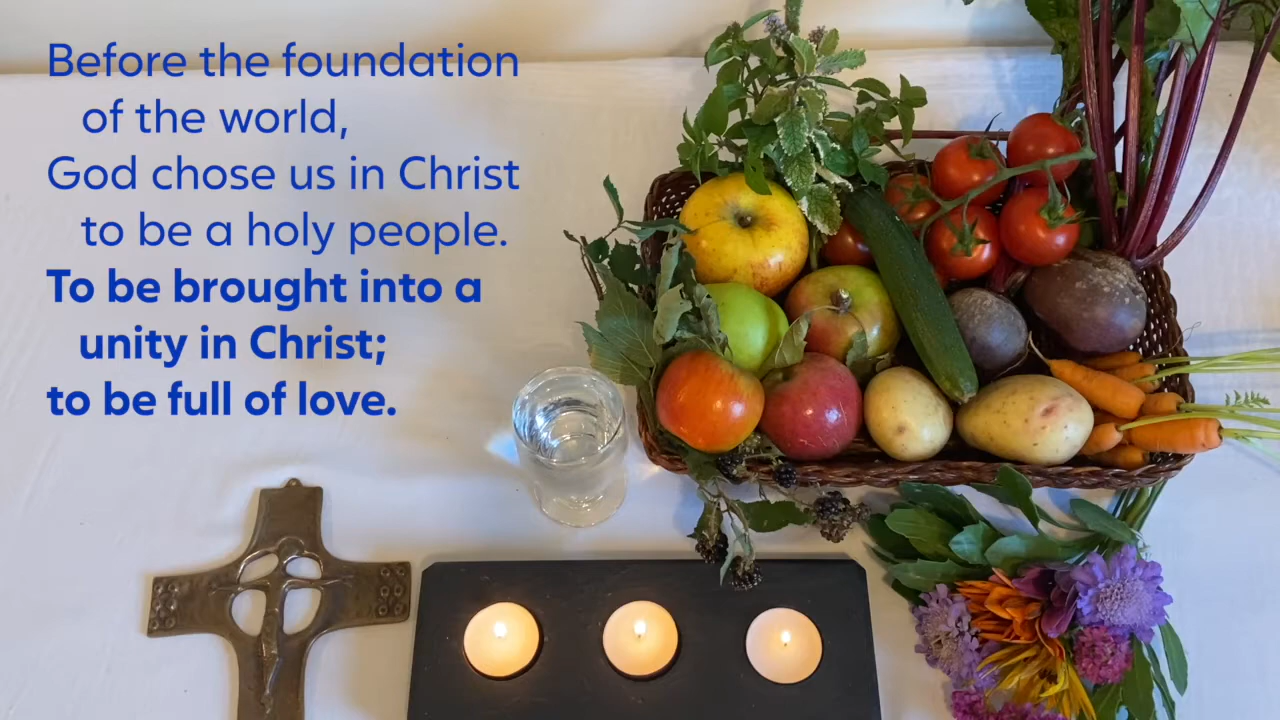 Before the foundation
of the world,
God chose us in Christ
to be a holy people.
To be brought into a
unity in Christ;
to be full of love.